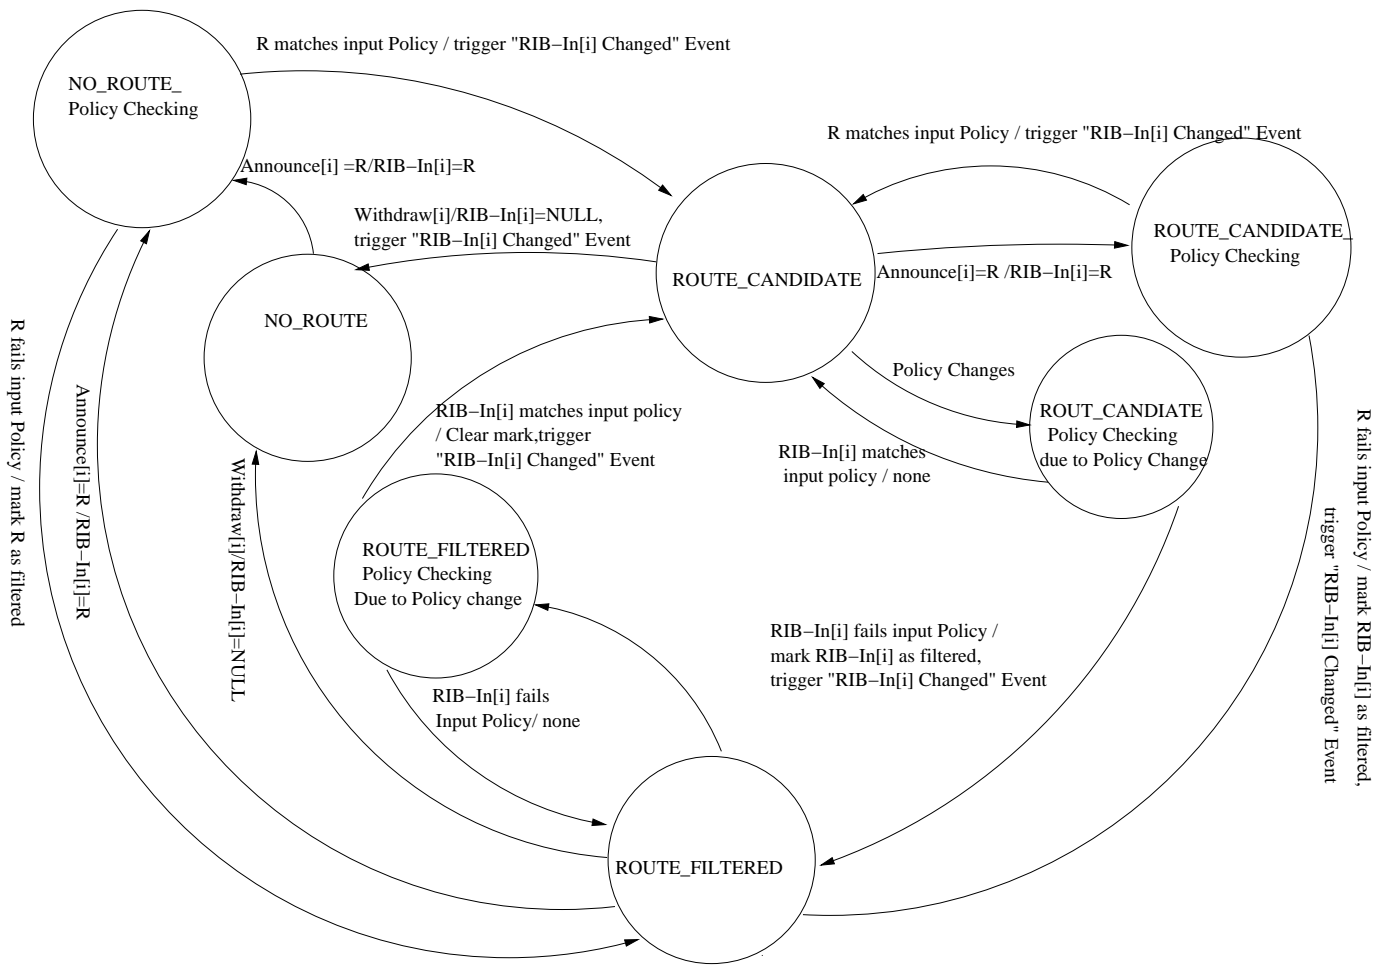 R matches input Policy / trigger "RIB−In[i] Changed" Event
NO_ROUTE_
Policy Checking
R matches input Policy / trigger "RIB−In[i] Changed" Event
Announce[i] =R/RIB−In[i]=R
Withdraw[i]/RIB−In[i]=NULL,
trigger "RIB−In[i] Changed" Event
ROUTE_CANDIDATE_
Policy Checking
ROUTE_CANDIDATE
Announce[i]=R /RIB−In[i]=R
NO_ROUTE
Policy Changes
R fails input Policy / mark R as filtered
Announce[i]=R /RIB−In[i]=R
RIB−In[i] matches input policy
/ Clear mark,trigger
"RIB−In[i] Changed" Event
ROUT_CANDIATE
Policy Checking
due to Policy Change
RIB−In[i] matches
input policy / none
Withdraw[i]/RIB−In[i]=NULL
R fails input Policy / mark RIB−In[i] as filtered,
trigger "RIB−In[i] Changed" Event
ROUTE_FILTERED
Policy Checking
Due to Policy change
RIB−In[i] fails input Policy /
mark RIB−In[i] as filtered,
trigger "RIB−In[i] Changed" Event
RIB−In[i] fails
Input Policy/ none
ROUTE_FILTERED